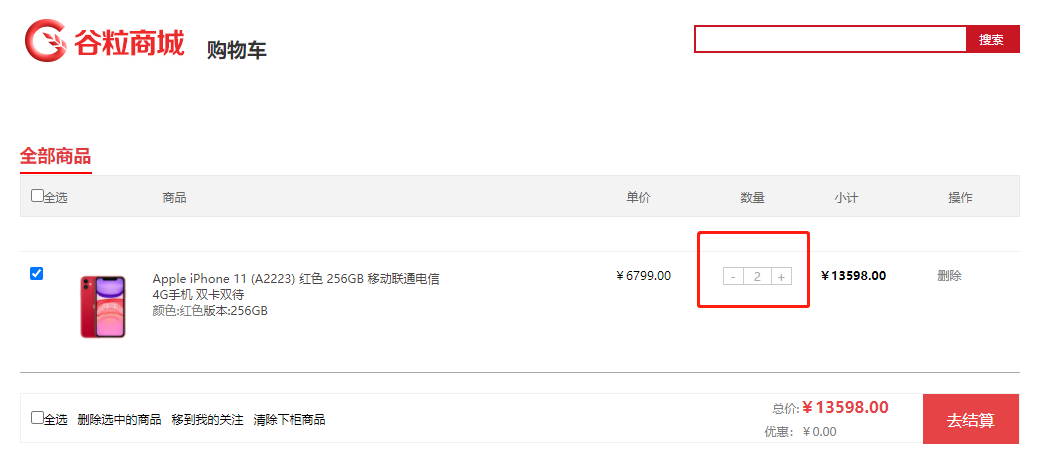 谷粒商城 购物车 搜索
全部商品
全选 商品 单价 数量 小计 操作
Apple iPhone 11 (A2223) 红色 256GB 移动联通电信 ￥6799.00 - 2 + ￥13598.00 删除
4G手机 双卡双待
颜色:红色版本:256GB
全选 删除选中的商品 移到我的关注 清除下柜商品 总价:￥13598.00 去结算
优惠: ￥0.00